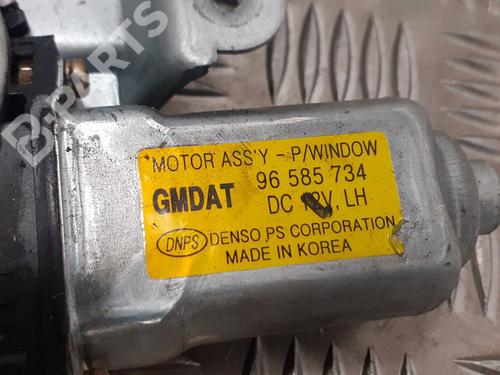 B-PARTS
MOTOR ASS'Y - P/WINDOW
GMDAT 96 585 734
DC 12V, LH
DNPS DENSO PS CORPORATION
MADE IN KOREA